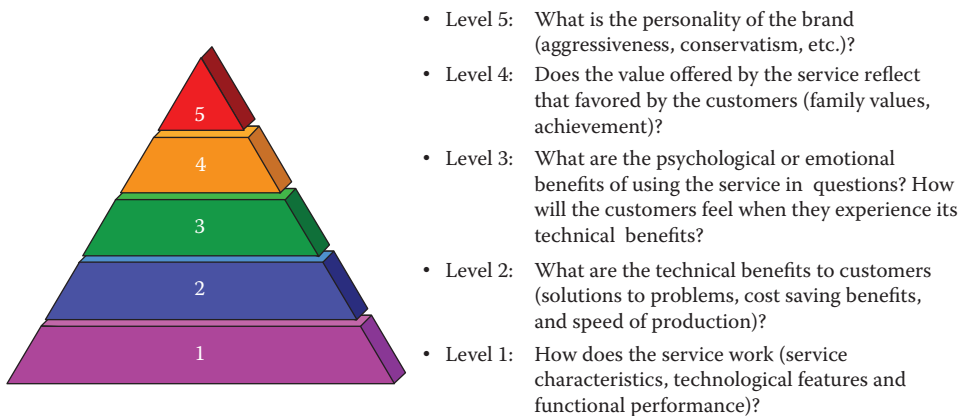 • Level 5: What is the personality of the brand
(aggressiveness, conservatism, etc.)?
• Level 4: Does the value offered by the service reflect
that favored by the customers (family values,
achievement)?
• Level 3: What are the psychological or emotional
benefits of using the service in questions? How
will the customers feel when they experience its
technical benefits?
• Level 2: What are the technical benefits to customers
(solutions to problems, cost saving benefits,
and speed of production)?
• Level 1: How does the service work (service
characteristics, technological features and
functional performance)?
5
4
3
2
1